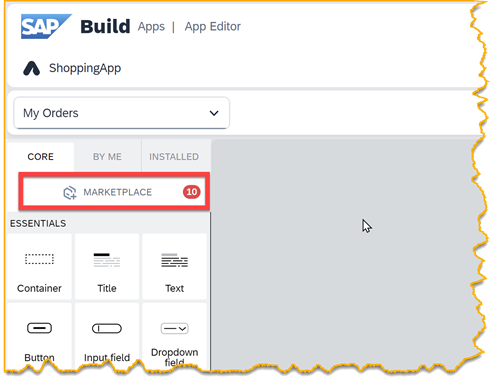 SAP Build Apps | App Editor
ShoppingApp
My Orders
CORE BY ME INSTALLED
MARKETPLACE 10
ESSENTIALS
Container Title Text
Button Input field Dropdown
field